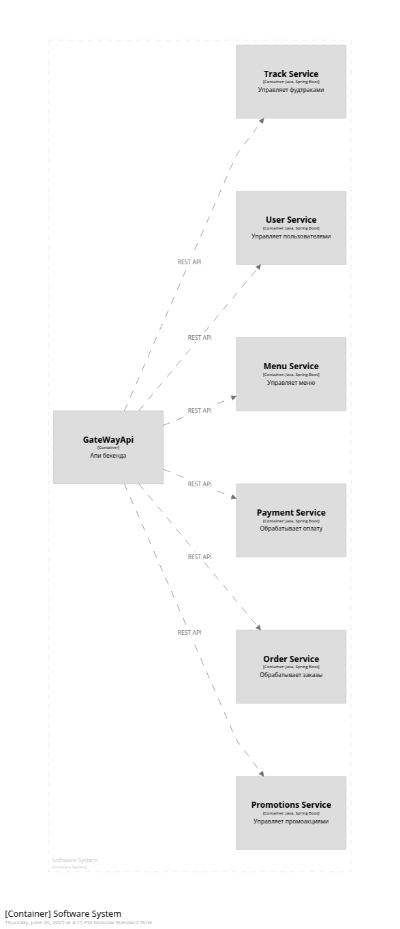 Track Service
[Container: Java, Spring Boot]
Управляет фудтраками
User Service
[Container: Java, Spring Boot]
Управляет пользователями
REST API
REST API
Menu Service
[Container: Java, Spring Boot]
Управляет меню
REST API
GateWayApi
[Container]
Апи бекенда
REST API
Payment Service
[Container: Java, Spring Boot]
Обрабатывает оплату
REST API
Order Service
[Container: Java, Spring Boot]
Обрабатывает заказы
REST API
Promotions Service
[Container: Java, Spring Boot]
Управляет промоакциями
Software System
[Software System]
[Container] Software System
Thursday, June 26, 2025 at 4:15 PM Moscow Standard Time